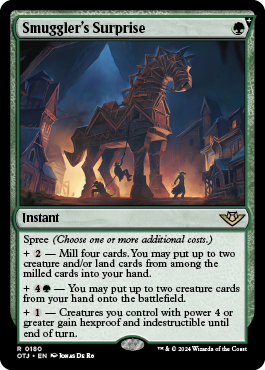 Smuggler's Surprise
Instant
Spree (Choose one or more additional costs.)
+ 2 — Mill four cards. You may put up to two
creature and/or land cards from among the
milled cards into your hand.
+ 4 — You may put up to two creature cards
from your hand onto the battlefield.
+ 1 — Creatures you control with power 4 or
greater gain hexproof and indestructible until
end of turn.
R 0180
OTJ • EN Jonas De Ro
™ & © 2024 Wizards of the Coast